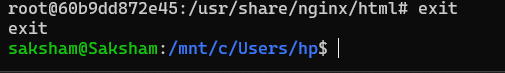 root@60b9dd872e45:/usr/share/nginx/html# exit
exit
saksham@Saksham:/mnt/c/Users/hp$